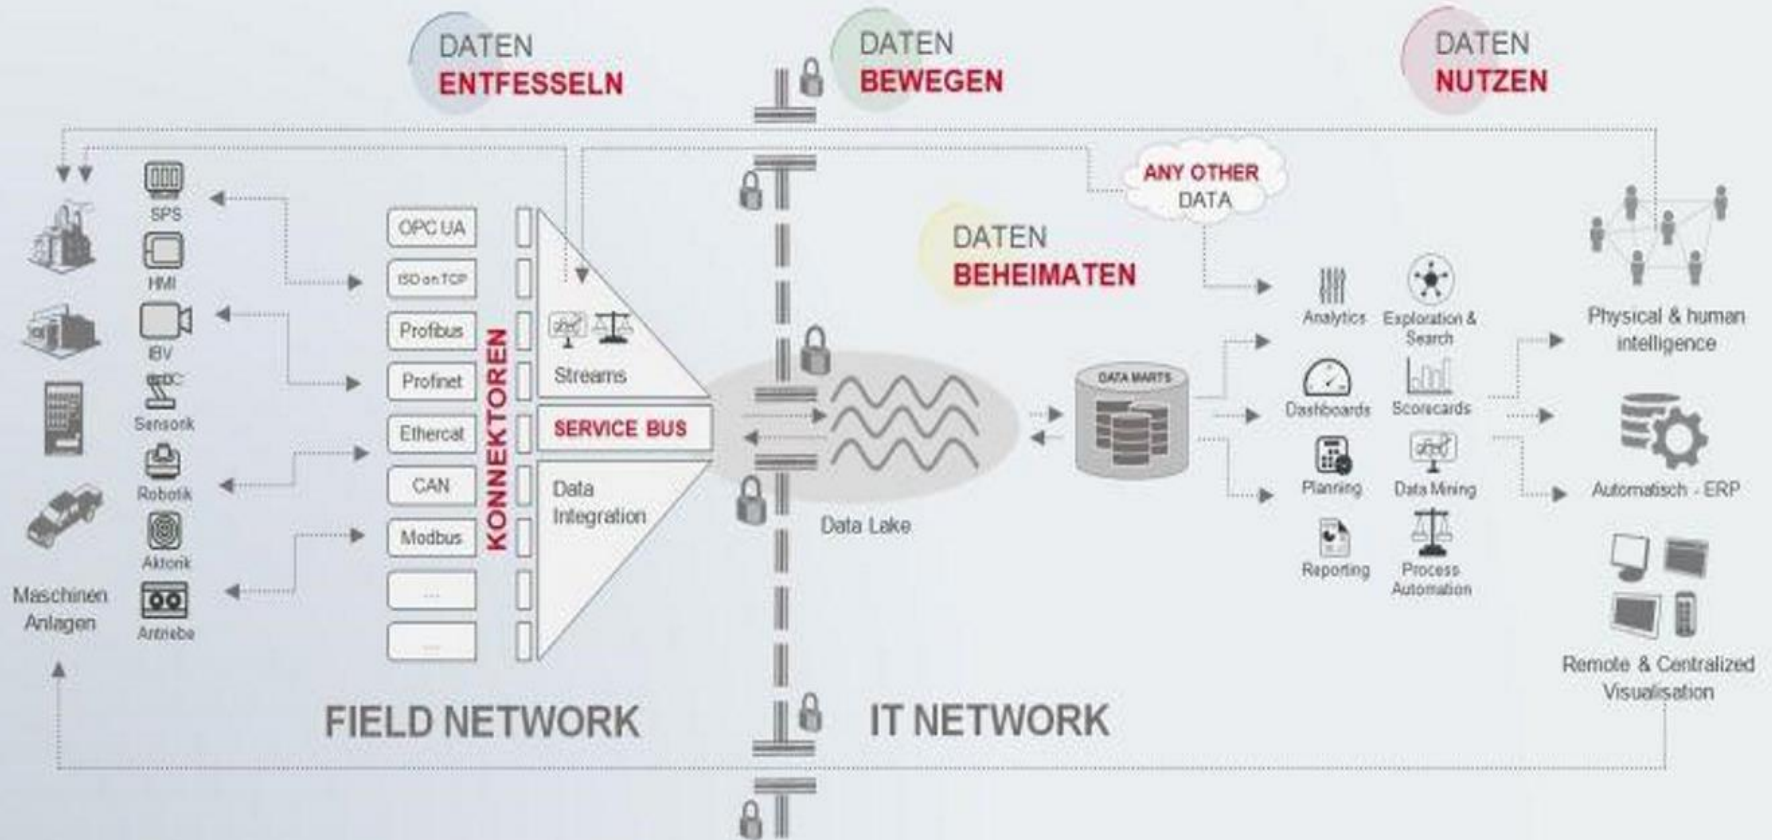 DATEN
ENTFESSELN
DATEN
BEWEGEN
DATEN
NUTZEN
ANY OTHER
DATA
DATEN
BEHEIMATEN
SPS
HMI
IBV
Sensorik
Robotik
Aktorik
Antriebe
Maschinen
Anlagen
OPC UA
ISO on TCP
Profibus
Profinet
Ethercat
CAN
Modbus
...
...
KONNEKTOREN
Streams
SERVICE BUS
Data
Integration
Data Lake
DATA MARTS
Analytics
Exploration &
Search
Dashboards
Scorecards
Planning
Data Mining
Reporting
Process
Automation
Physical & human
intelligence
Automatisch - ERP
Remote & Centralized
Visualisation
FIELD NETWORK
IT NETWORK